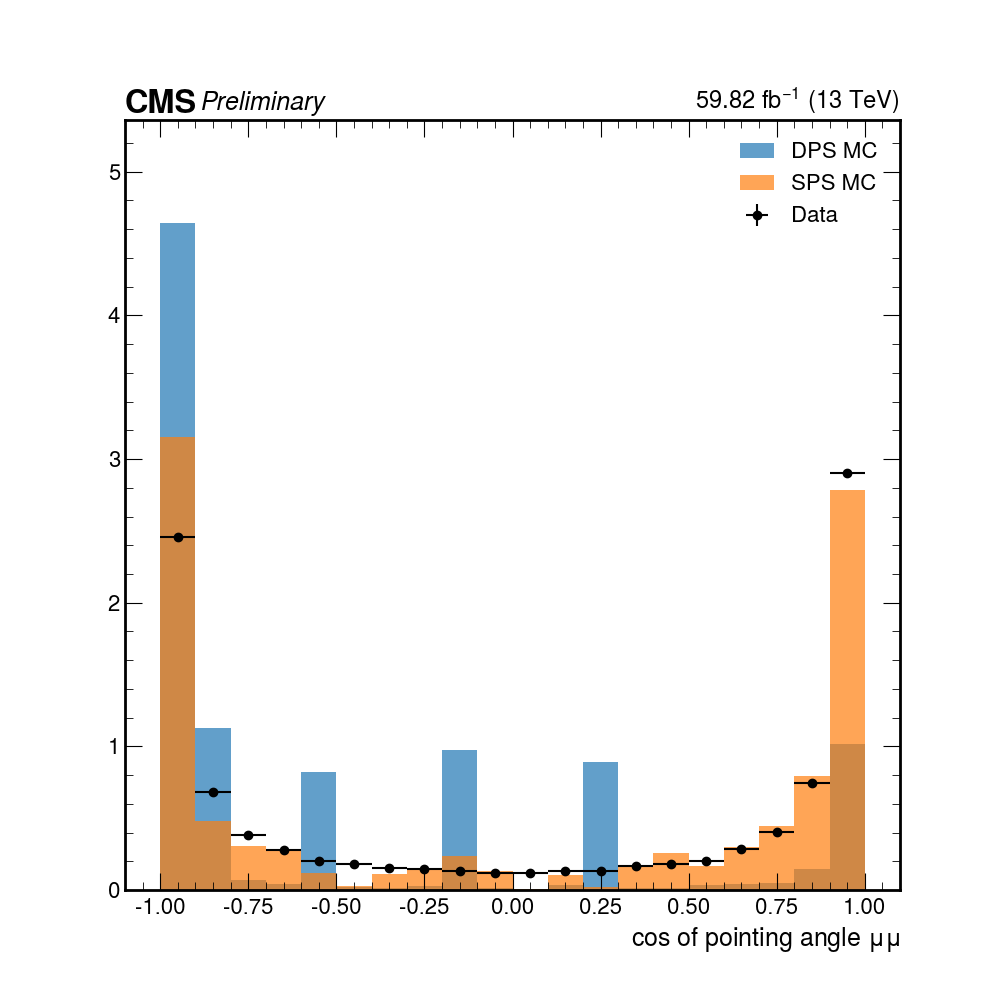 CMS Preliminary 59.82 fb⁻¹ (13 TeV)
DPS MC
SPS MC
Data
5
4
3
2
1
0
-1.00 -0.75 -0.50 -0.25 0.00 0.25 0.50 0.75 1.00
cos of pointing angle μμ